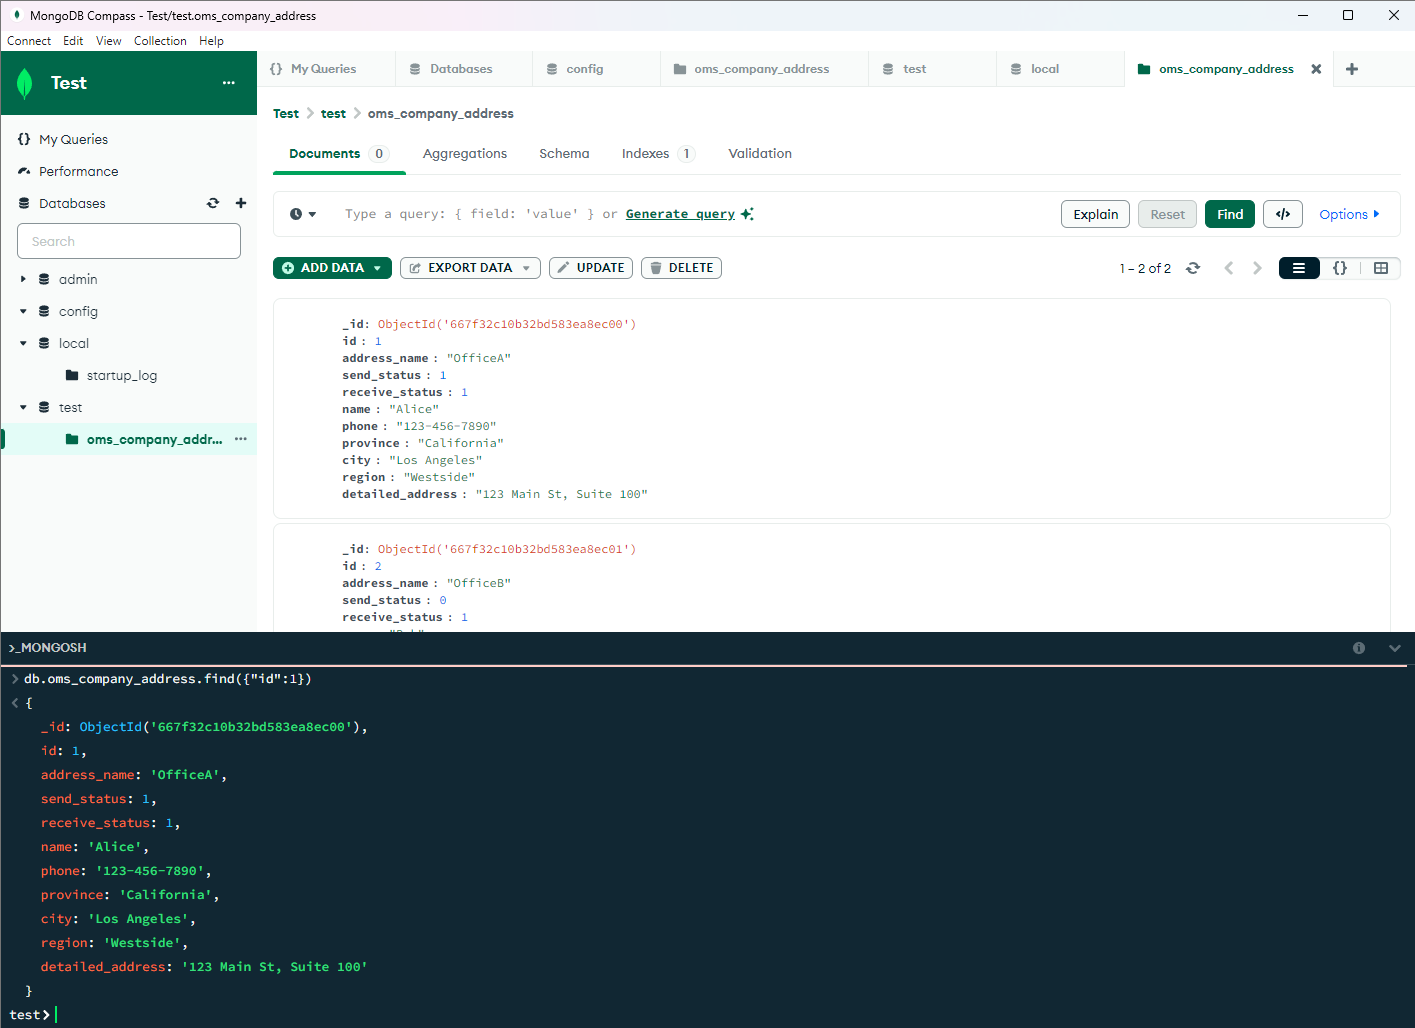 MongoDB Compass - Test/test.oms_company_address
Connect Edit View Collection Help
Test ...
{} My Queries
Performance
Databases
Search
admin
config
local
startup_log
test
oms_company_addr... ...
{} My Queries Databases config oms_company_address test local oms_company_address
Test > test > oms_company_address
Documents 0 Aggregations Schema Indexes 1 Validation
Type a query: { field: 'value' } or Generate query
Explain Reset Find </> Options
ADD DATA EXPORT DATA UPDATE DELETE 1 – 2 of 2 {}
_id: ObjectId('667f32c10b32bd583ea8ec00')
id : 1
address_name : "OfficeA"
send_status : 1
receive_status : 1
name : "Alice"
phone : "123-456-7890"
province : "California"
city : "Los Angeles"
region : "Westside"
detailed_address : "123 Main St, Suite 100"
_id: ObjectId('667f32c10b32bd583ea8ec01')
id : 2
address_name : "OfficeB"
send_status : 0
receive_status : 1
>_MONGOSH
> db.oms_company_address.find({"id":1})
< {
_id: ObjectId('667f32c10b32bd583ea8ec00'),
id: 1,
address_name: 'OfficeA',
send_status: 1,
receive_status: 1,
name: 'Alice',
phone: '123-456-7890',
province: 'California',
city: 'Los Angeles',
region: 'Westside',
detailed_address: '123 Main St, Suite 100'
}
test>